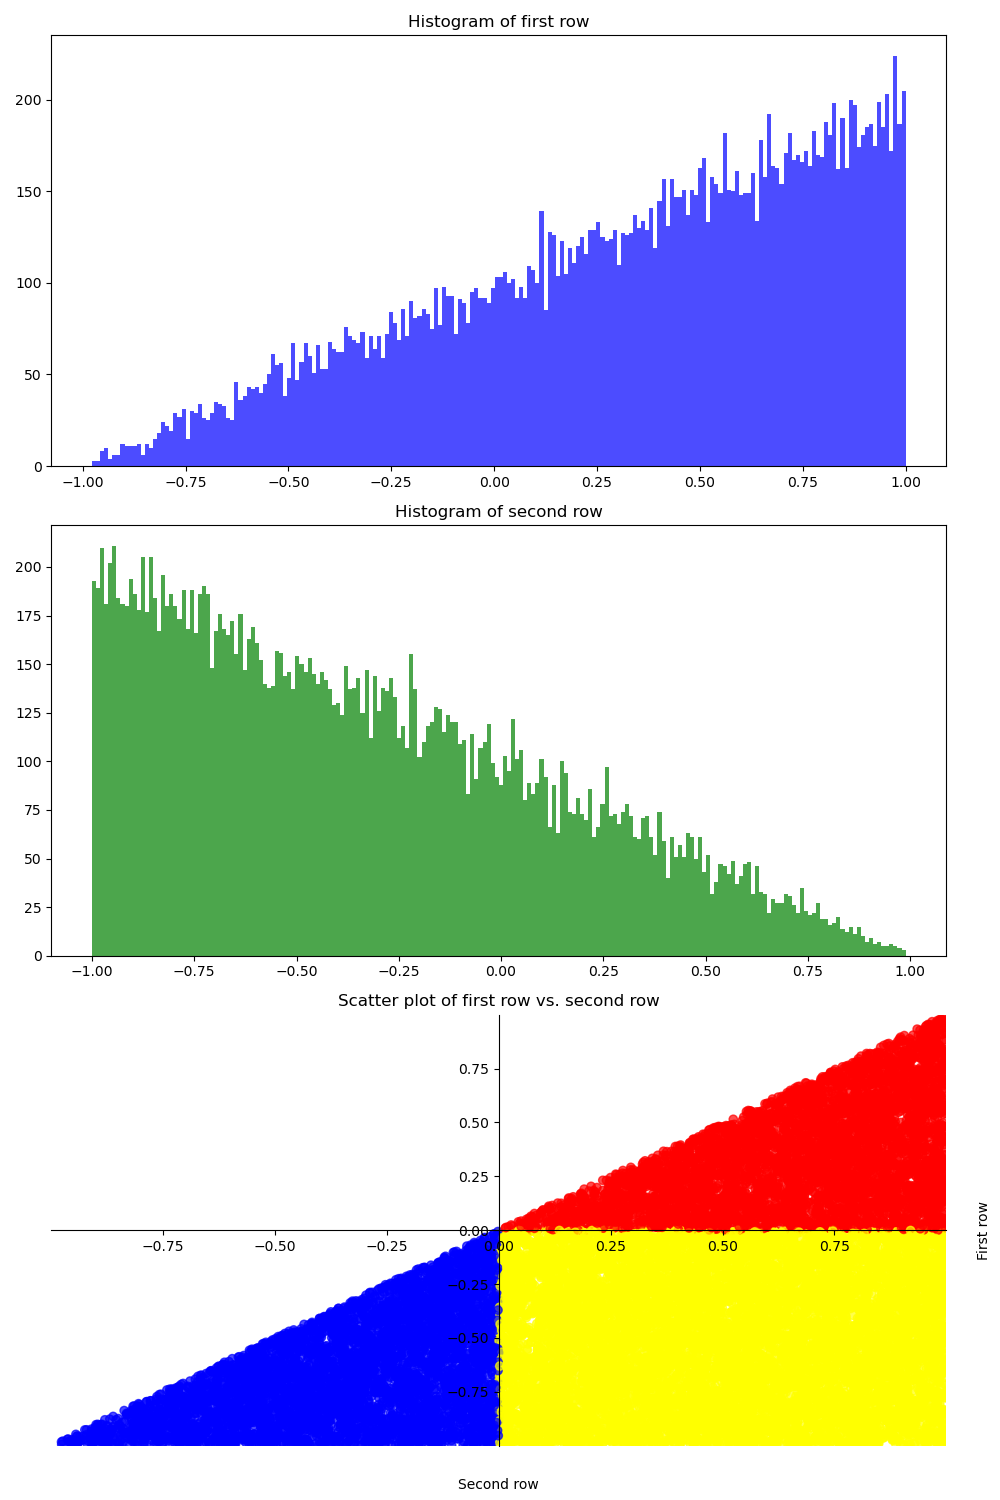 Histogram of first row
200
150
100
50
0
−1.00 −0.75 −0.50 −0.25 0.00 0.25 0.50 0.75 1.00
Histogram of second row
200
175
150
125
100
75
50
25
0
−1.00 −0.75 −0.50 −0.25 0.00 0.25 0.50 0.75 1.00
Scatter plot of first row vs. second row
0.75
0.50
0.25
0.00
−0.75 −0.50 −0.25 0.00 0.25 0.50 0.75
−0.25
−0.50
−0.75
First row
Second row